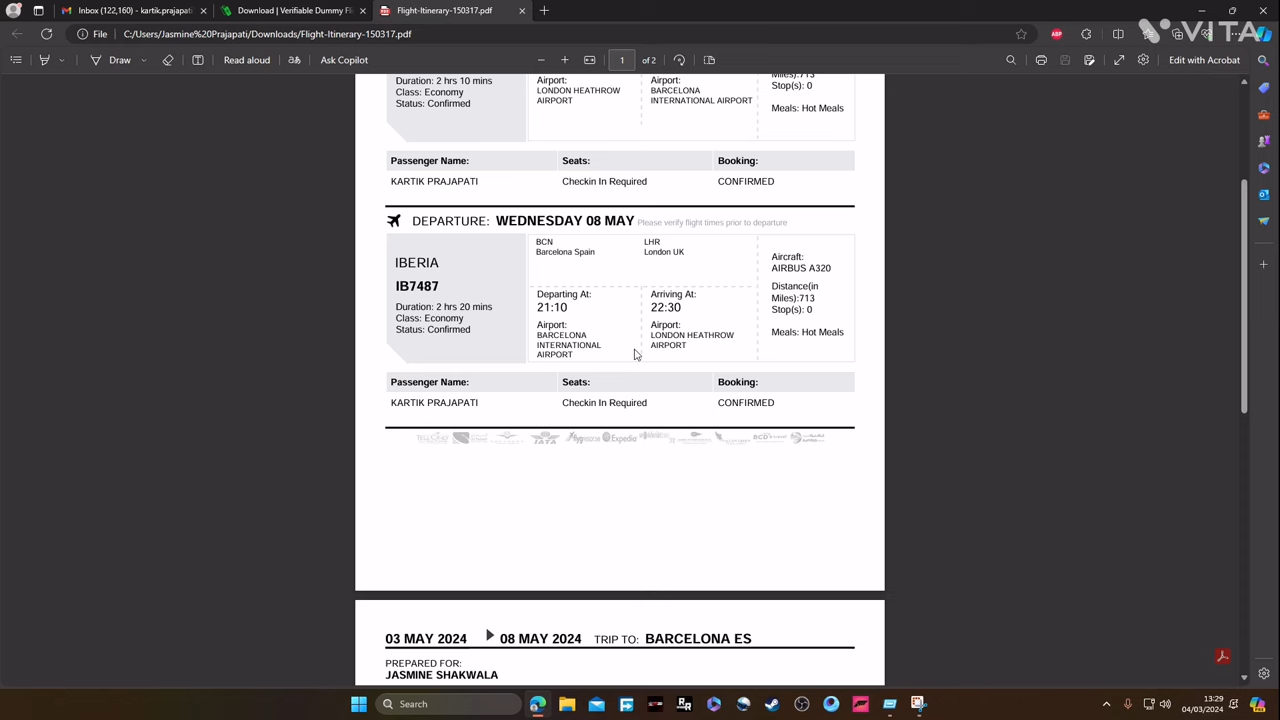 Inbox (122,160) - kartik.prajapati
Download | Verifiable Dummy Fli
Flight-Itinerary-150317.pdf
File
C:/Users/Jasmine%20Prajapati/Downloads/Flight-Itinerary-150317.pdf
ABP
VITA
Draw
Read aloud
Ask Copilot
1 of 2
Edit with Acrobat
Duration: 2 hrs 10 mins
Class: Economy
Status: Confirmed
Airport:
LONDON HEATHROW
AIRPORT
Airport:
BARCELONA
INTERNATIONAL AIRPORT
Miles):713
Stop(s): 0
Meals: Hot Meals
Passenger Name: Seats: Booking:
KARTIK PRAJAPATI Checkin In Required CONFIRMED
DEPARTURE: WEDNESDAY 08 MAY Please verify flight times prior to departure
IBERIA
IB7487
Duration: 2 hrs 20 mins
Class: Economy
Status: Confirmed
BCN
Barcelona Spain
LHR
London UK
Departing At:
21:10
Airport:
BARCELONA
INTERNATIONAL
AIRPORT
Arriving At:
22:30
Airport:
LONDON HEATHROW
AIRPORT
Aircraft:
AIRBUS A320
Distance(in
Miles):713
Stop(s): 0
Meals: Hot Meals
Passenger Name: Seats: Booking:
KARTIK PRAJAPATI Checkin In Required CONFIRMED
IATA
Expedia
03 MAY 2024 08 MAY 2024 TRIP TO: BARCELONA ES
PREPARED FOR:
JASMINE SHAKWALA
Search
13:29
04/03/2024